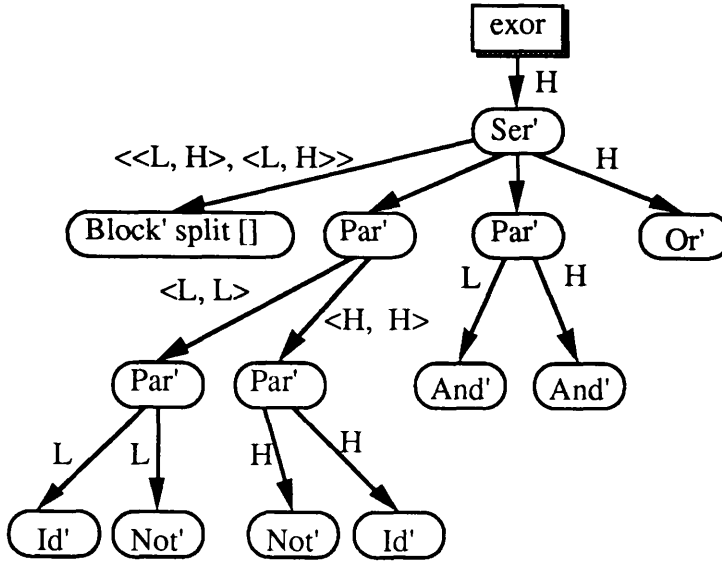 exor
H
Ser'
<<L, H>, <L, H>>
H
Block' split []
Par'
Par'
Or'
<L, L>
<H, H>
L
H
Par'
Par'
And'
And'
L
L
H
H
Id'
Not'
Not'
Id'